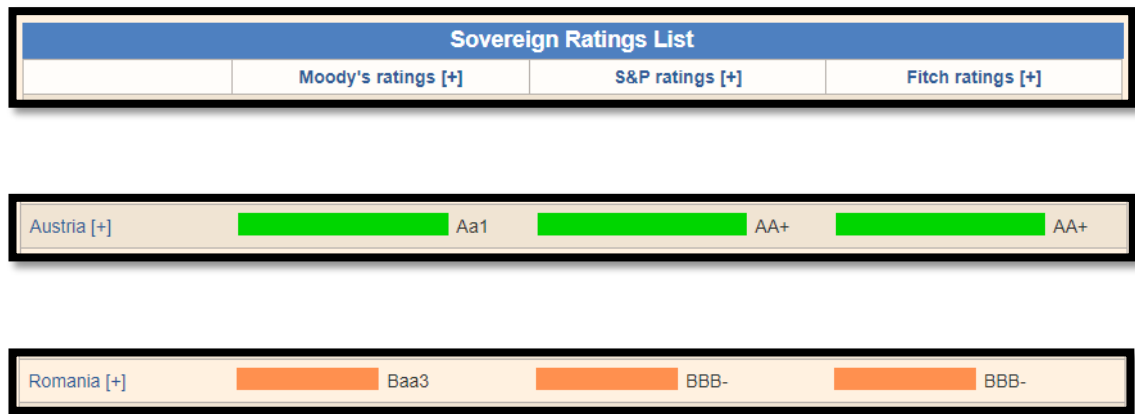 Sovereign Ratings List
Moody's ratings [+] S&P ratings [+] Fitch ratings [+]
Austria [+] Aa1 AA+ AA+
Romania [+] Baa3 BBB- BBB-